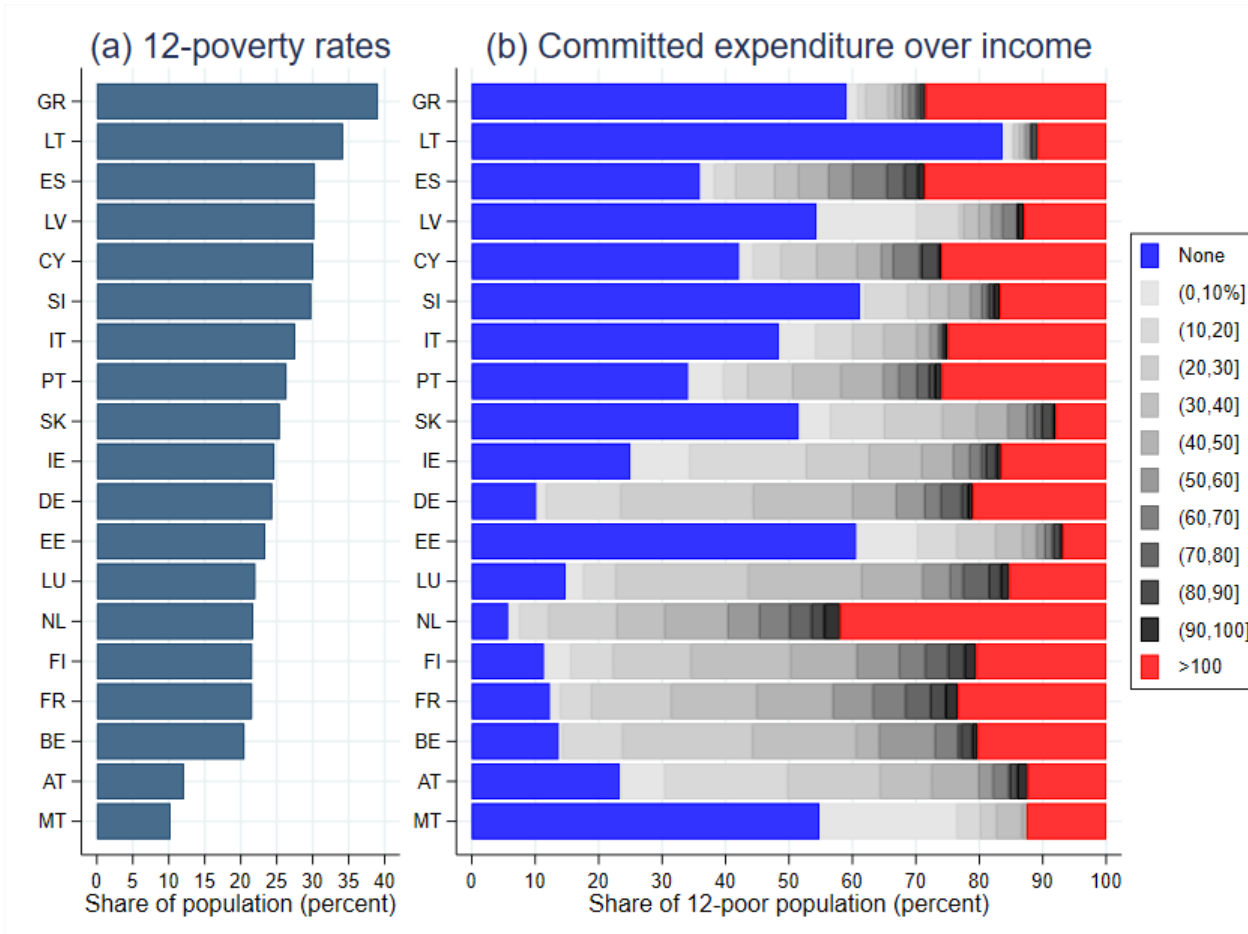 (a) 12-poverty rates
GR
LT
ES
LV
CY
SI
IT
PT
SK
IE
DE
EE
LU
NL
FI
FR
BE
AT
MT
0 5 10 15 20 25 30 35 40
Share of population (percent)
(b) Committed expenditure over income
GR
LT
ES
LV
CY
SI
IT
PT
SK
IE
DE
EE
LU
NL
FI
FR
BE
AT
MT
0 10 20 30 40 50 60 70 80 90 100
Share of 12-poor population (percent)
None
(0,10%]
(10,20]
(20,30]
(30,40]
(40,50]
(50,60]
(60,70]
(70,80]
(80,90]
(90,100]
>100